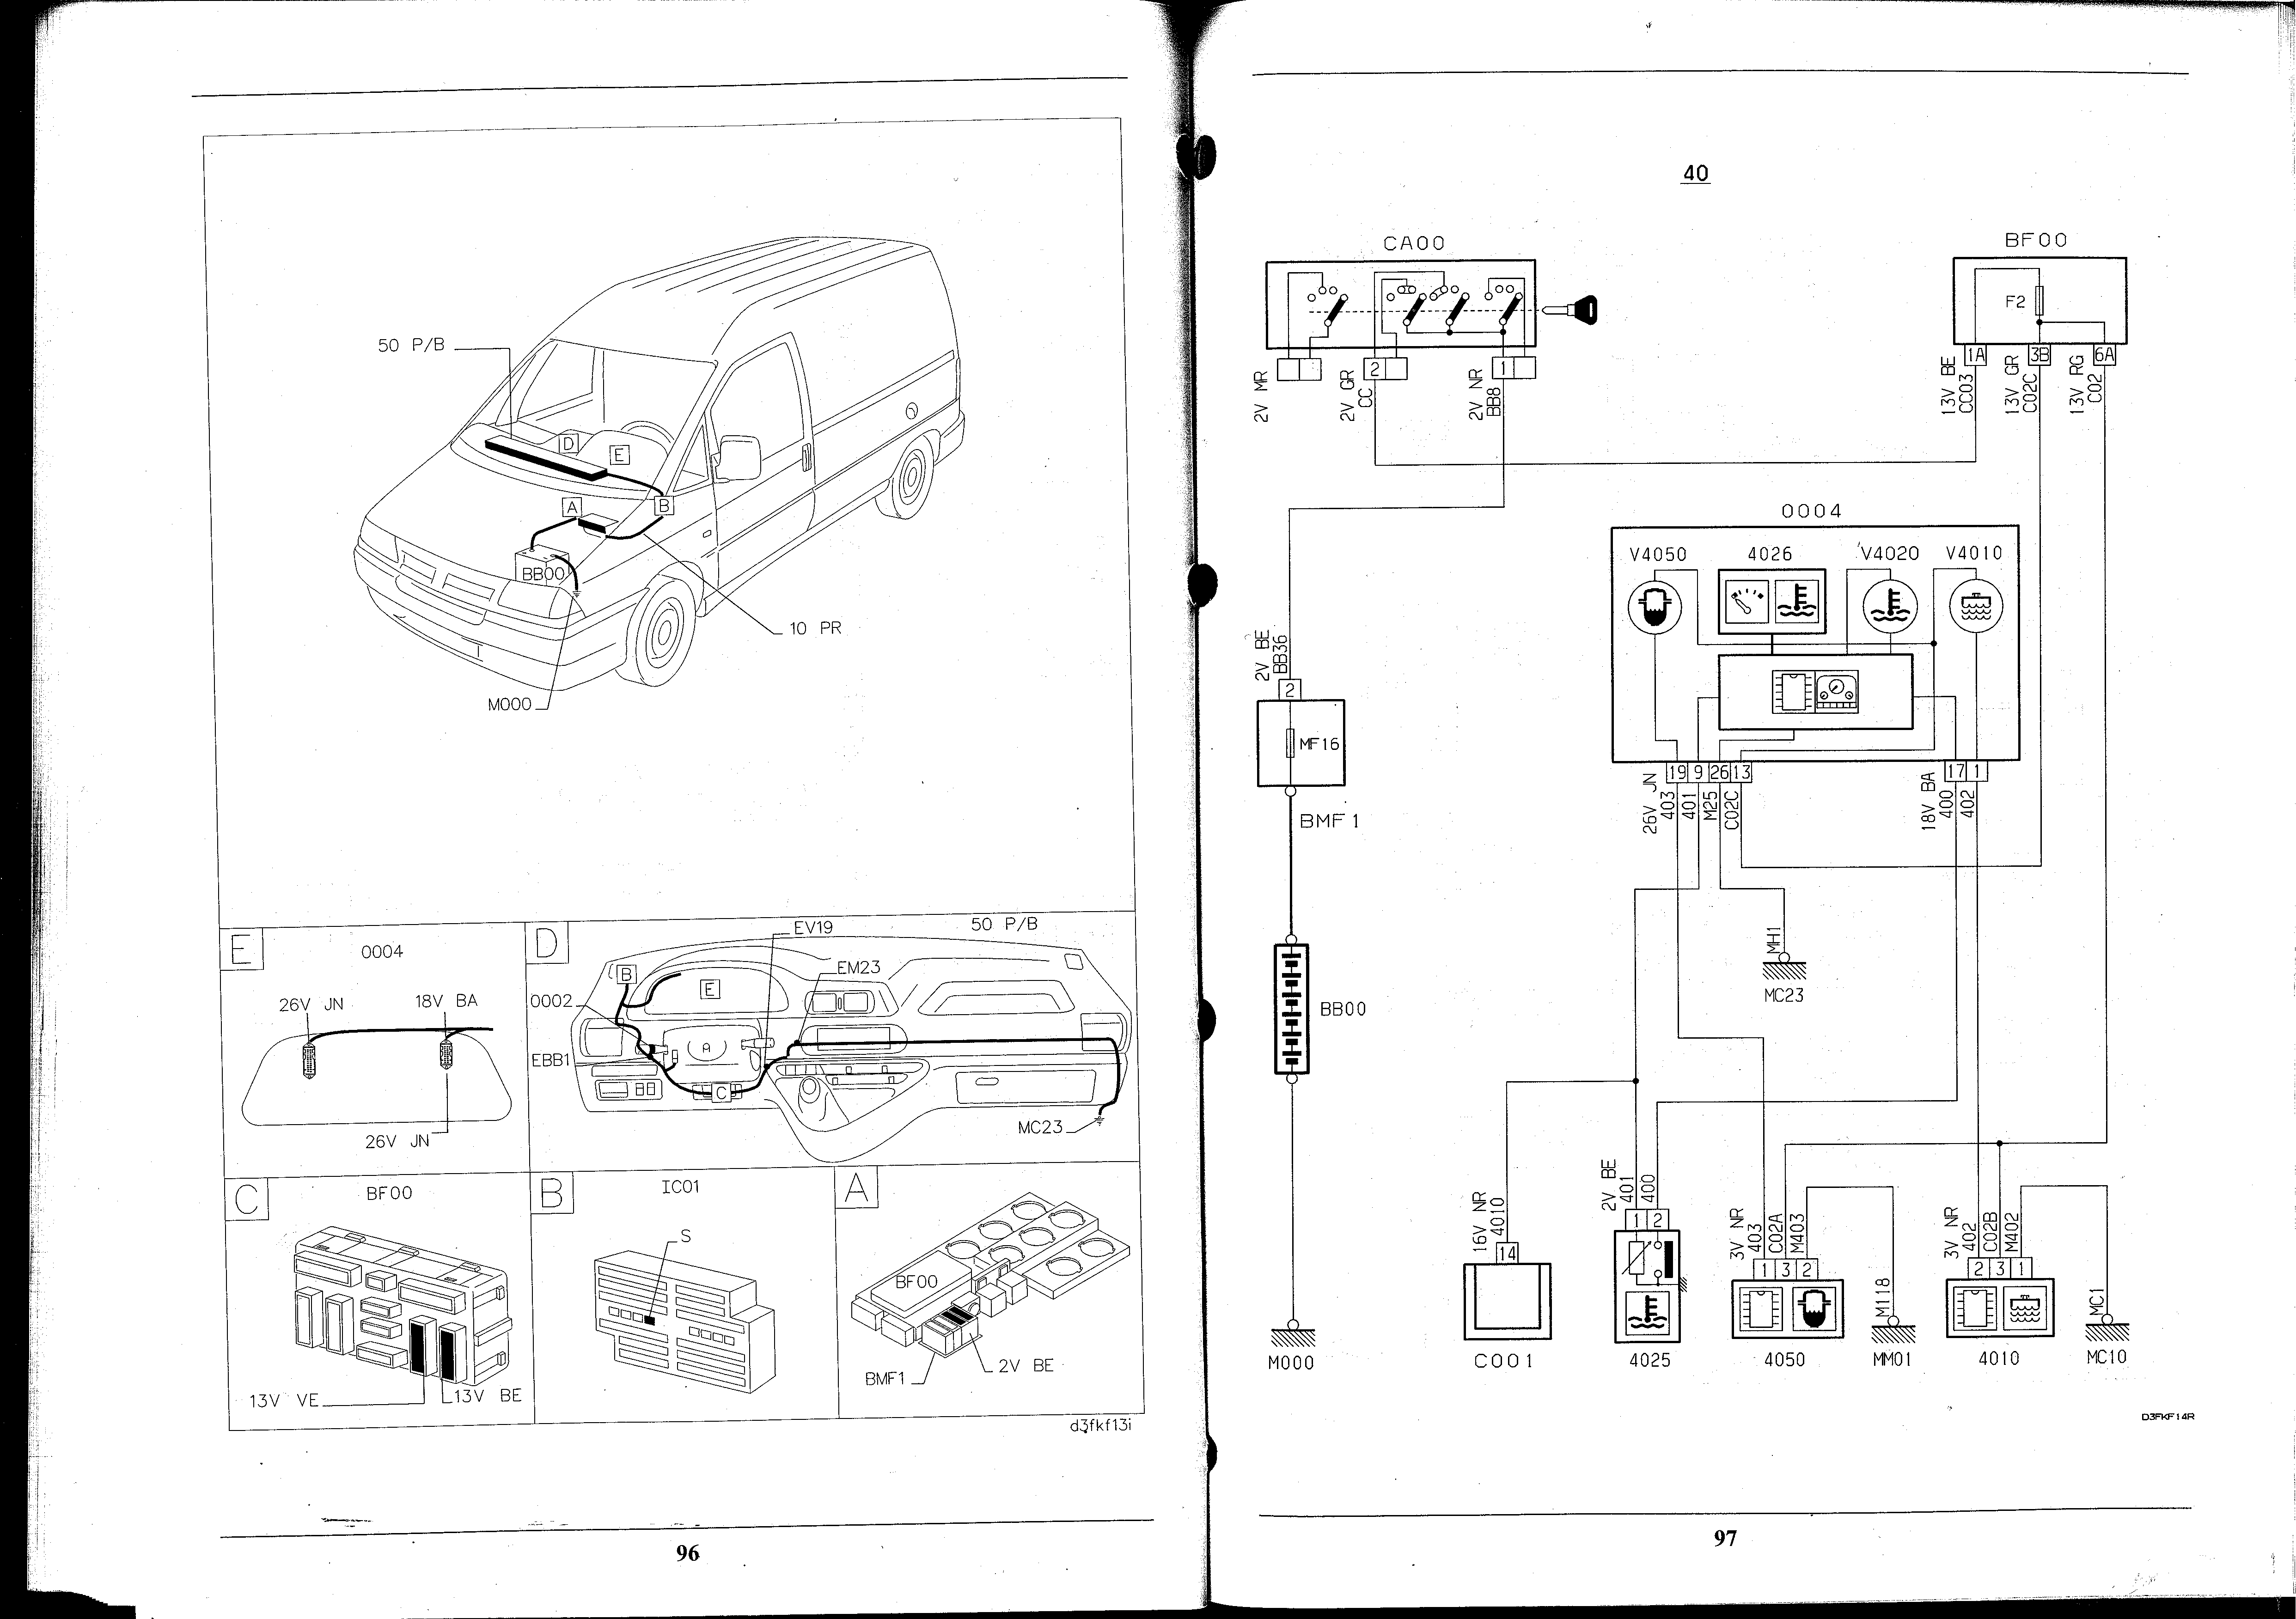 50 P/B
D
E
A
B
BB00
10 PR
M000
E
0004
26V JN
18V BA
26V JN
D
EV19
50 P/B
B
EM23
E
0002
A
EBB1
C
MC23
C
BF00
13V VE
13V BE
B
IC01
S
A
BF00
BMF1
2V BE
d3fkf13i
96
40
CA00
BF00
F2
2
1
1A
3B
6A
2V MR
2V GR
CC
2V NR
BB8
13V BE
CC03
13V GR
C02C
13V RG
C02
0004
V4050
4026
V4020
V4010
2V BE
BB36
2
MF16
BMF1
19
9
26
13
17
1
26V JN
403
401
M25
C02C
18V BA
400
402
MH1
MC23
BB00
2V BE
401
400
16V NR
4010
3V NR
403
C02A
M403
3V NR
402
C02B
M402
14
1
2
1
3
2
2
3
1
M118
MC1
M000
C001
4025
4050
MM01
4010
MC10
D3FKF14R
97